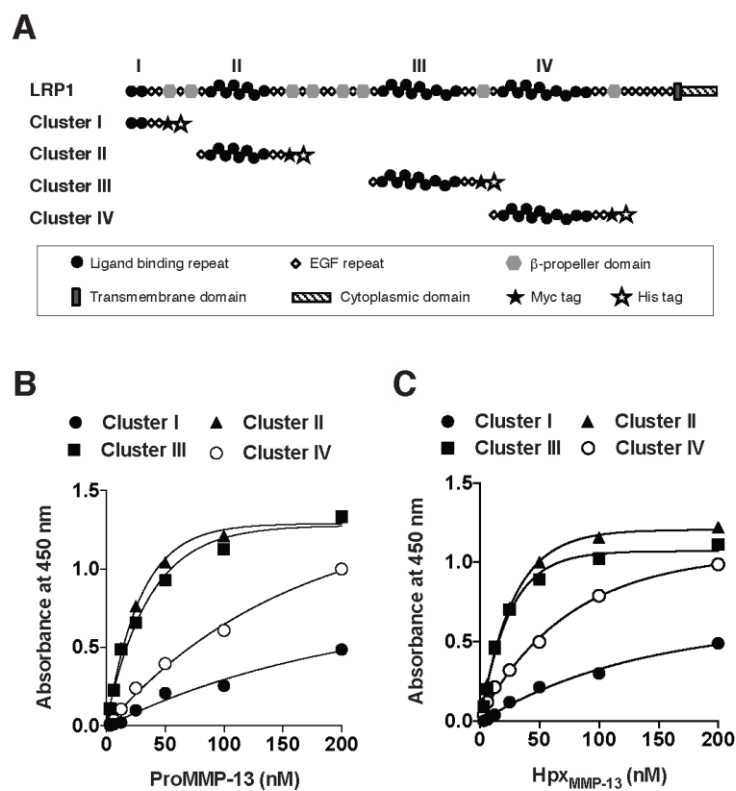 A
I II III IV
LRP1
Cluster I
Cluster II
Cluster III
Cluster IV
Ligand binding repeat EGF repeat β-propeller domain
Transmembrane domain Cytoplasmic domain Myc tag His tag
B
Cluster I Cluster II
Cluster III Cluster IV
Absorbance at 450 nm
1.5
1.0
0.5
0.0
0 50 100 150 200
ProMMP-13 (nM)
C
Cluster I Cluster II
Cluster III Cluster IV
Absorbance at 450 nm
1.5
1.0
0.5
0.0
0 50 100 150 200
HpxMMP-13 (nM)